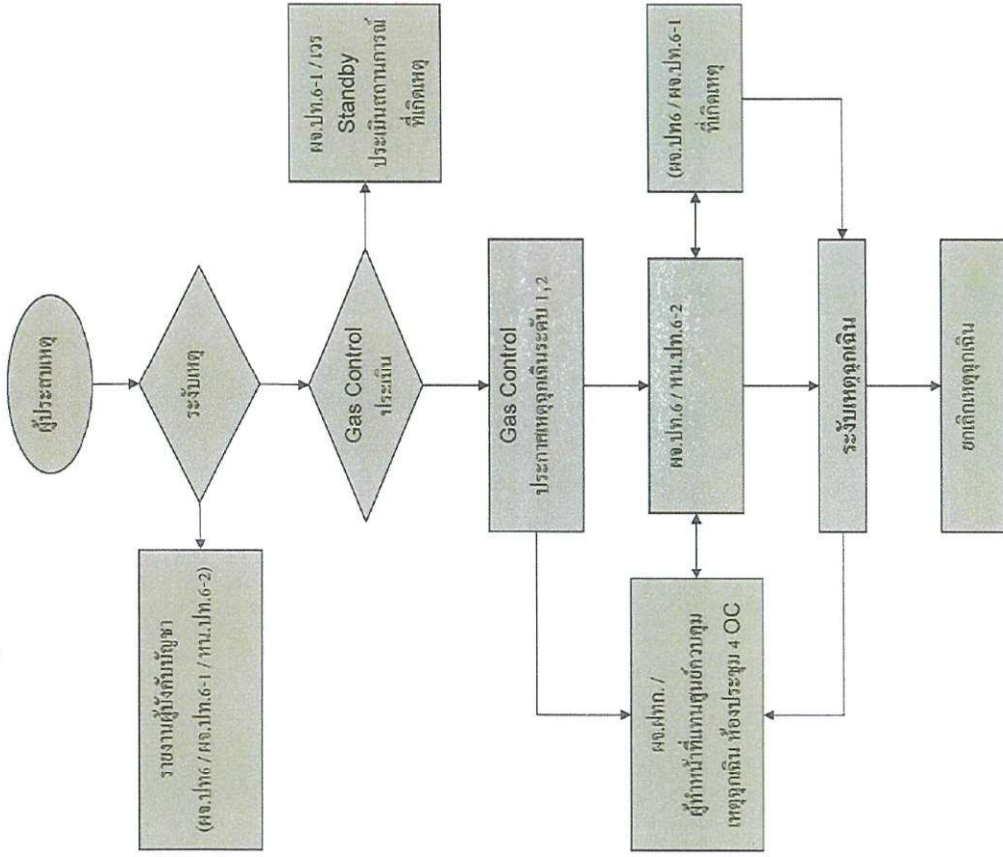 ผู้ประสบเหตุ
ระงับเหตุ
รายงานผู้บังคับบัญชา
(ผจ.ปท6 / ผจ.ปท.6-1 / หน.ปท.6-2)
Gas Control
ประเมิน
ผจ.ปท.6-1 / เวร
Standby
ประเมินสถานการณ์
ที่เกิดเหตุ
Gas Control
ประกาศเหตุฉุกเฉินระดับ 1,2
ผจ.ฝทก. /
ผู้ทำหน้าที่แทนศูนย์ควบคุม
เหตุฉุกเฉิน ห้องประชุม 4 OC
ผจ.ปท.6 / หน.ปท.6-2
(ผจ.ปท6 / ผจ.ปท.6-1
ที่เกิดเหตุ
ระงับเหตุฉุกเฉิน
ยกเลิกเหตุฉุกเฉิน